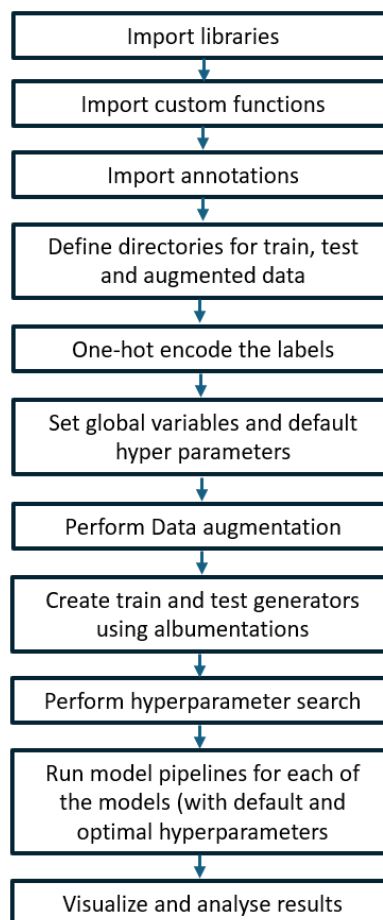 Import libraries
Import custom functions
Import annotations
Define directories for train, test
and augmented data
One-hot encode the labels
Set global variables and default
hyper parameters
Perform Data augmentation
Create train and test generators
using albumentations
Perform hyperparameter search
Run model pipelines for each of
the models (with default and
optimal hyperparameters
Visualize and analyse results